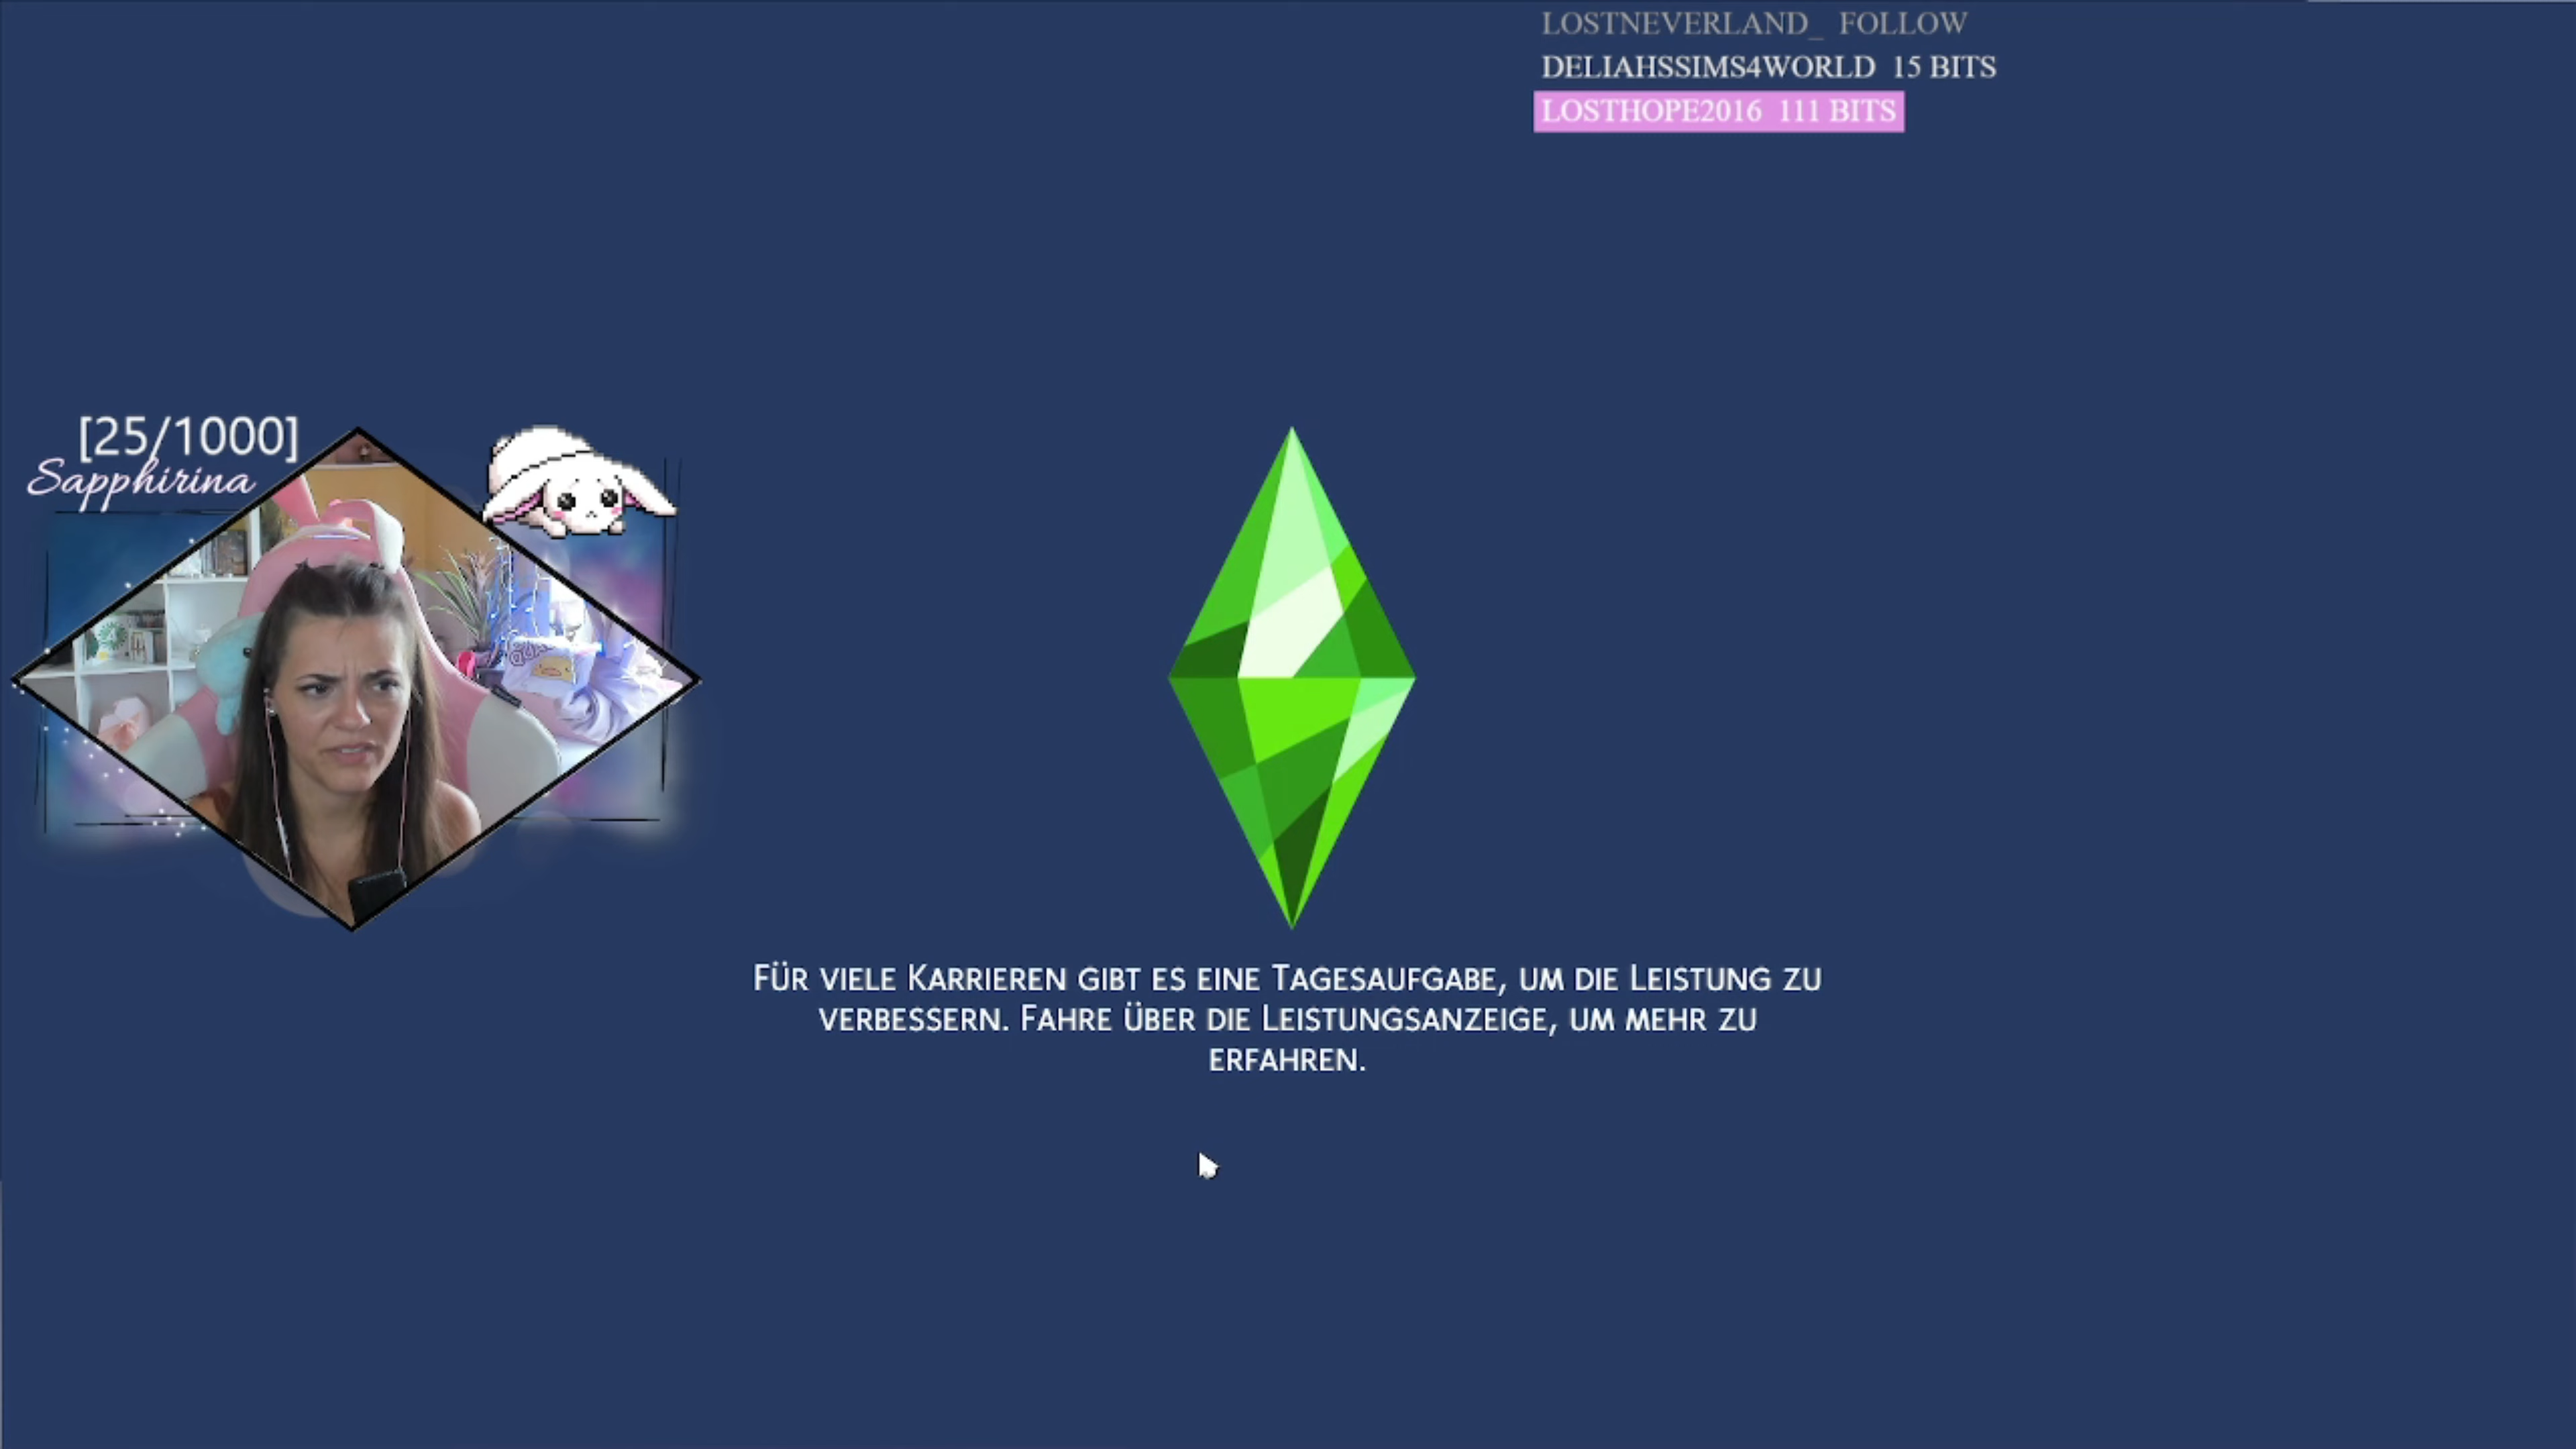 LOSTNEVERLAND_ FOLLOW
DELIAHSSIMS4WORLD 15 BITS
LOSTHOPE2016 111 BITS
[25/1000]
Sapphirina
FÜR VIELE KARRIEREN GIBT ES EINE TAGESAUFGABE, UM DIE LEISTUNG ZU
VERBESSERN. FAHRE ÜBER DIE LEISTUNGSANZEIGE, UM MEHR ZU
ERFAHREN.